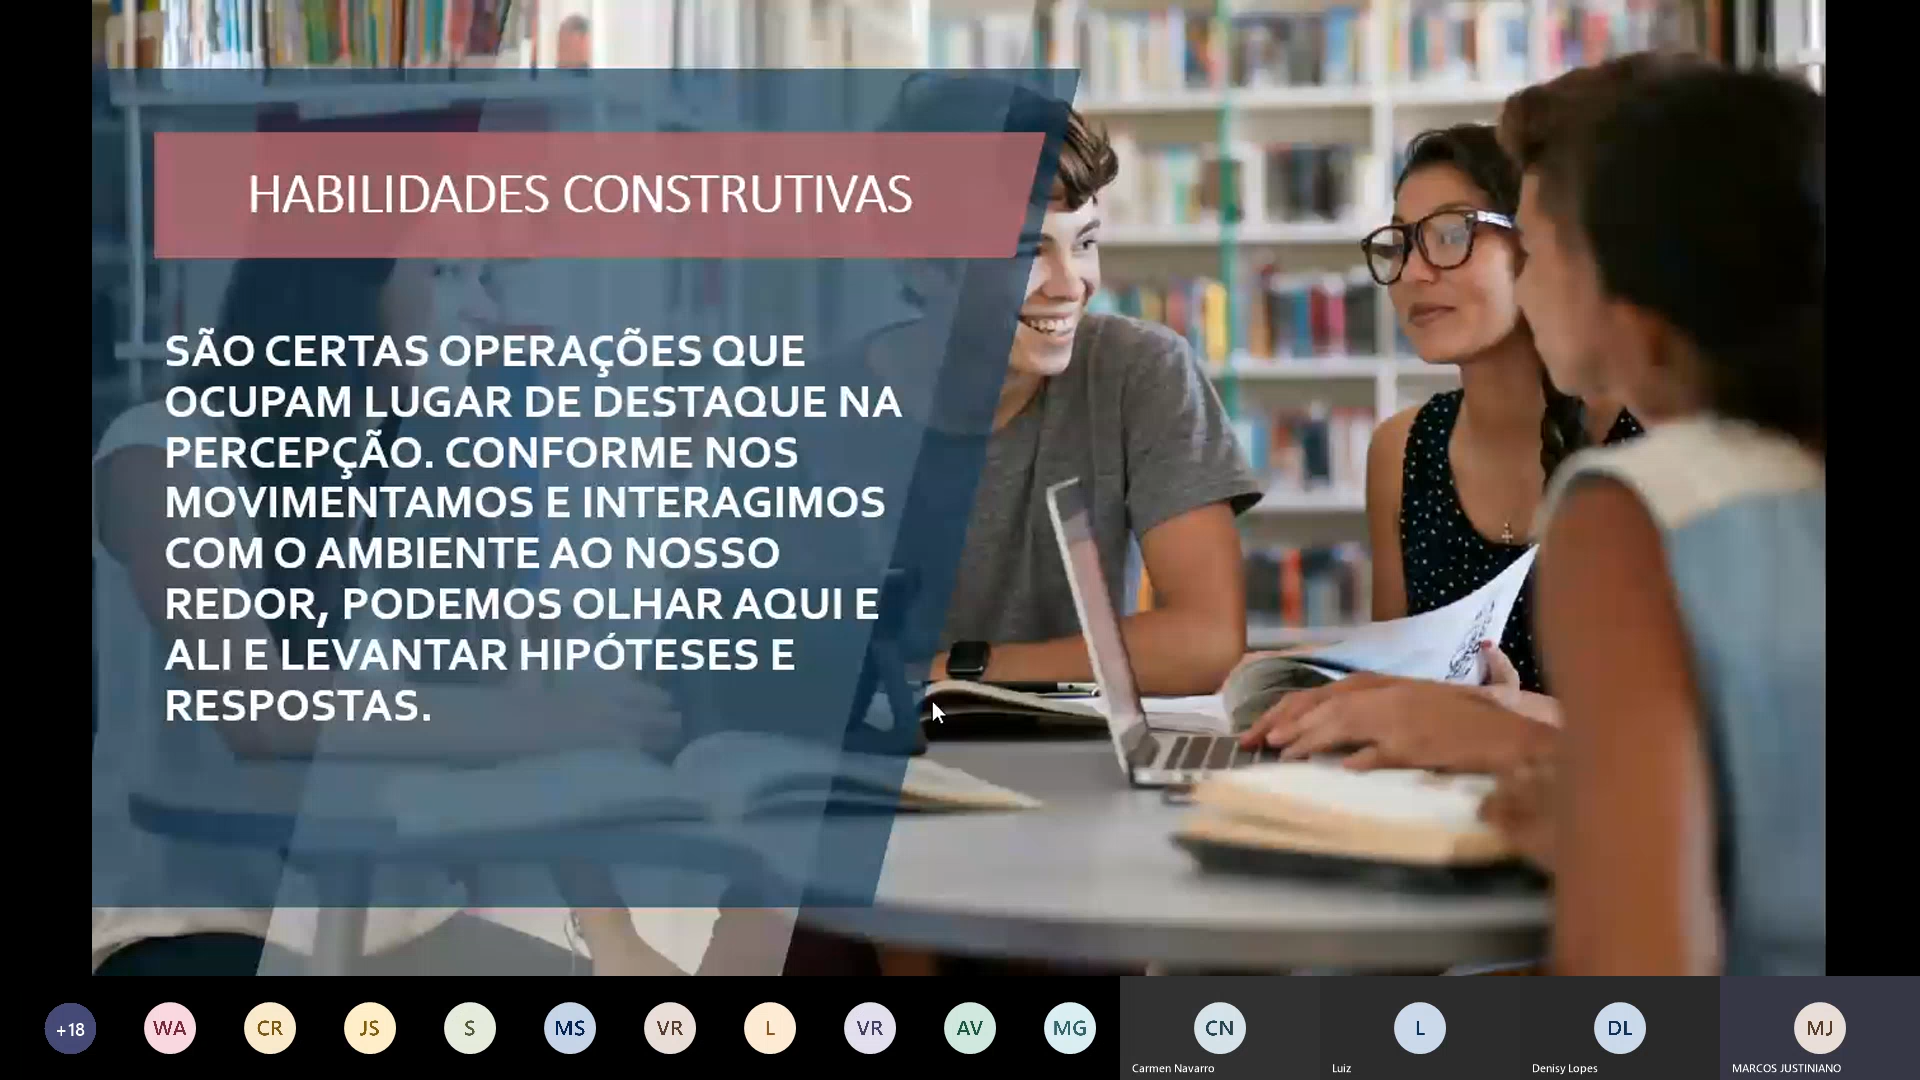 HABILIDADES CONSTRUTIVAS
SÃO CERTAS OPERAÇÕES QUE
OCUPAM LUGAR DE DESTAQUE NA
PERCEPÇÃO. CONFORME NOS
MOVIMENTAMOS E INTERAGIMOS
COM O AMBIENTE AO NOSSO
REDOR, PODEMOS OLHAR AQUI E
ALI E LEVANTAR HIPÓTESES E
RESPOSTAS.
+18 WA CR JS S MS VR L VR AV MG CN L DL MJ
Carmen Navarro Luiz Denisy Lopes MARCOS JUSTINIANO